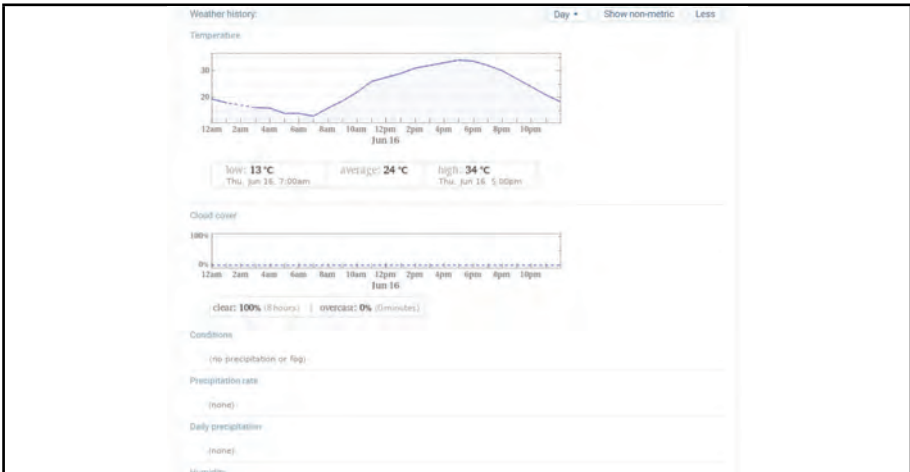 Weather history:
Day Show non-metric Less
Temperature
30
20
12am 2am 4am 6am 8am 10am 12pm 2pm 4pm 6pm 8pm 10pm
Jun 16
low: 13 °C average: 24 °C high: 34 °C
Thu, Jun 16, 7:00am Thu, Jun 16, 5:00pm
Cloud cover
100%
0%
12am 2am 4am 6am 8am 10am 12pm 2pm 4pm 6pm 8pm 10pm
Jun 16
clear: 100% (8 hours) | overcast: 0% (0 minutes)
Conditions
(no precipitation or fog)
Precipitation rate
(none)
Daily precipitation
(none)
Humidity